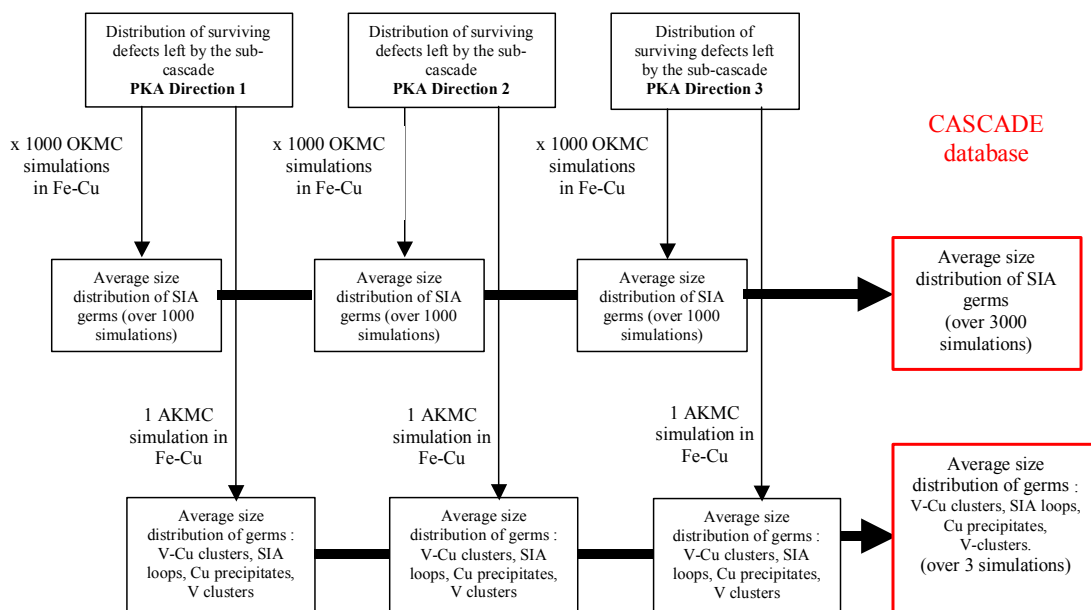 Distribution of surviving
defects left by the sub-
cascade
PKA Direction 1
Distribution of surviving
defects left by the sub-
cascade
PKA Direction 2
Distribution of
surviving defects left
by the sub-cascade
PKA Direction 3
x 1000 OKMC
simulations
in Fe-Cu
x 1000 OKMC
simulations
in Fe-Cu
x 1000 OKMC
simulations
in Fe-Cu
CASCADE
database
Average size
distribution of SIA
germs (over 1000
simulations)
Average size
distribution of SIA
germs (over 1000
simulations)
Average size
distribution of SIA
germs (over 1000
simulations)
Average size
distribution of SIA
germs
(over 3000
simulations)
1 AKMC
simulation in
Fe-Cu
1 AKMC
simulation in
Fe-Cu
1 AKMC
simulation in
Fe-Cu
Average size
distribution of germs :
V-Cu clusters, SIA
loops, Cu precipitates,
V clusters
Average size
distribution of germs :
V-Cu clusters, SIA
loops, Cu precipitates,
V clusters
Average size
distribution of germs :
V-Cu clusters, SIA
loops, Cu precipitates,
V clusters
Average size
distribution of germs :
V-Cu clusters, SIA loops,
Cu precipitates,
V-clusters.
(over 3 simulations)